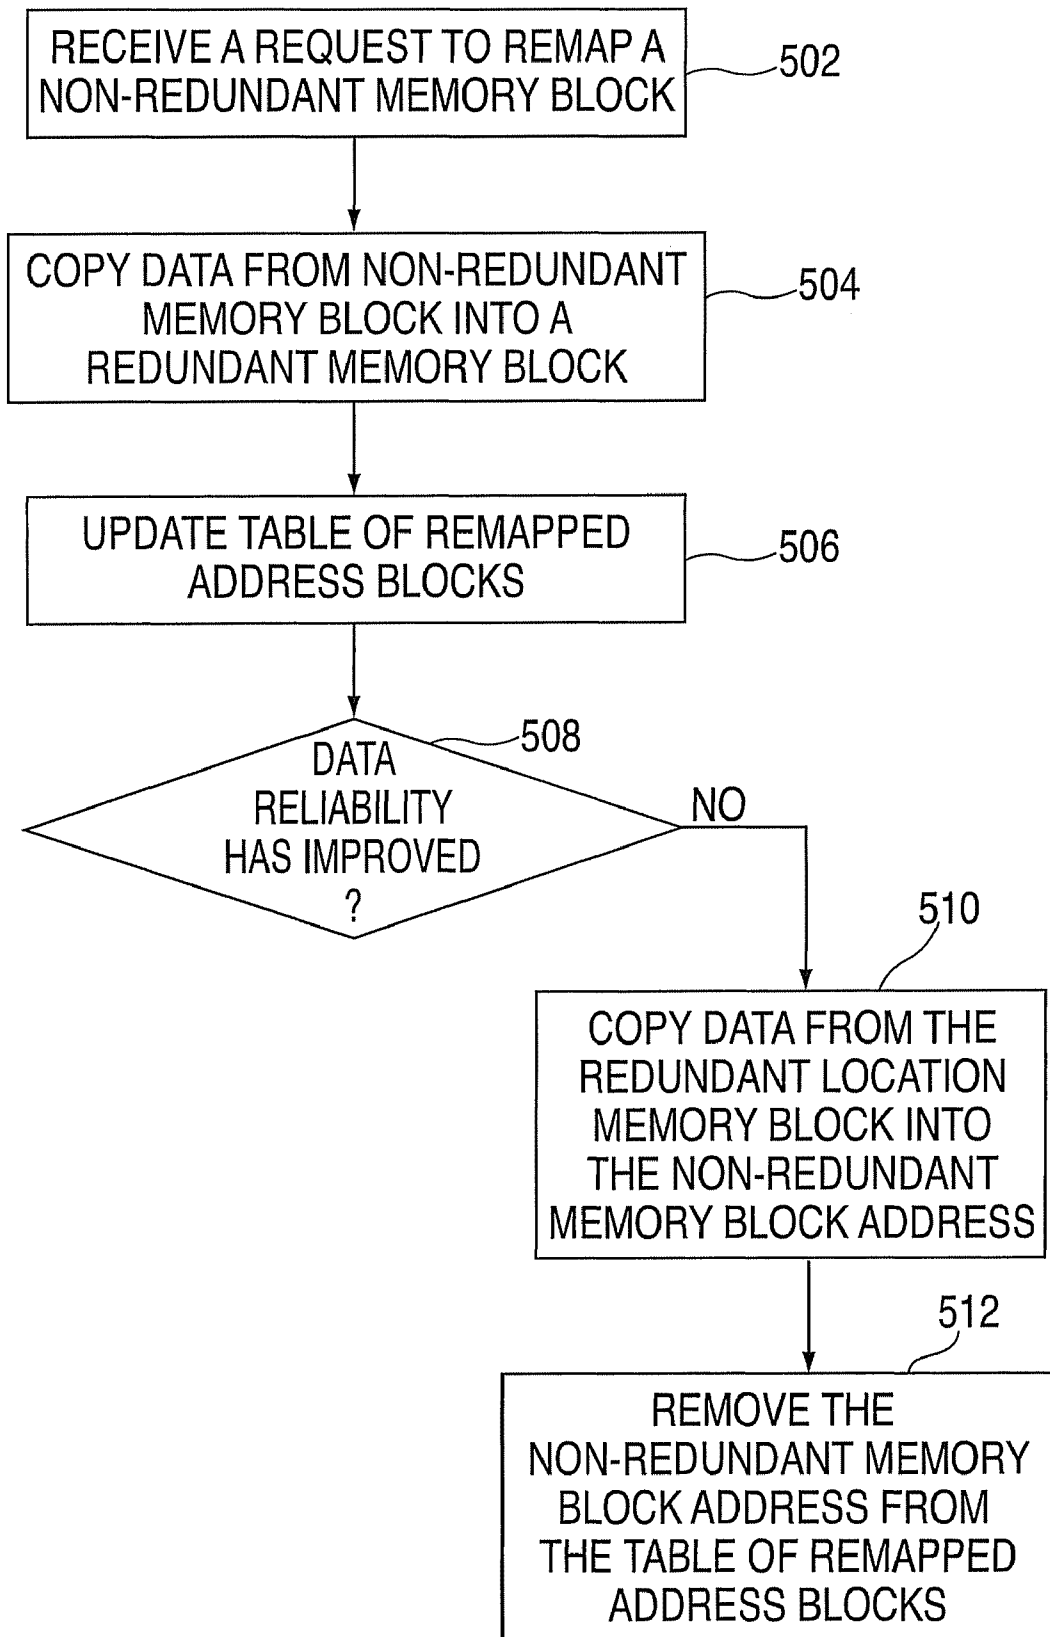 RECEIVE A REQUEST TO REMAP A
NON-REDUNDANT MEMORY BLOCK
502
COPY DATA FROM NON-REDUNDANT
MEMORY BLOCK INTO A
REDUNDANT MEMORY BLOCK
504
UPDATE TABLE OF REMAPPED
ADDRESS BLOCKS
506
508
DATA
RELIABILITY
HAS IMPROVED
?
NO
510
COPY DATA FROM THE
REDUNDANT LOCATION
MEMORY BLOCK INTO
THE NON-REDUNDANT
MEMORY BLOCK ADDRESS
512
REMOVE THE
NON-REDUNDANT MEMORY
BLOCK ADDRESS FROM
THE TABLE OF REMAPPED
ADDRESS BLOCKS